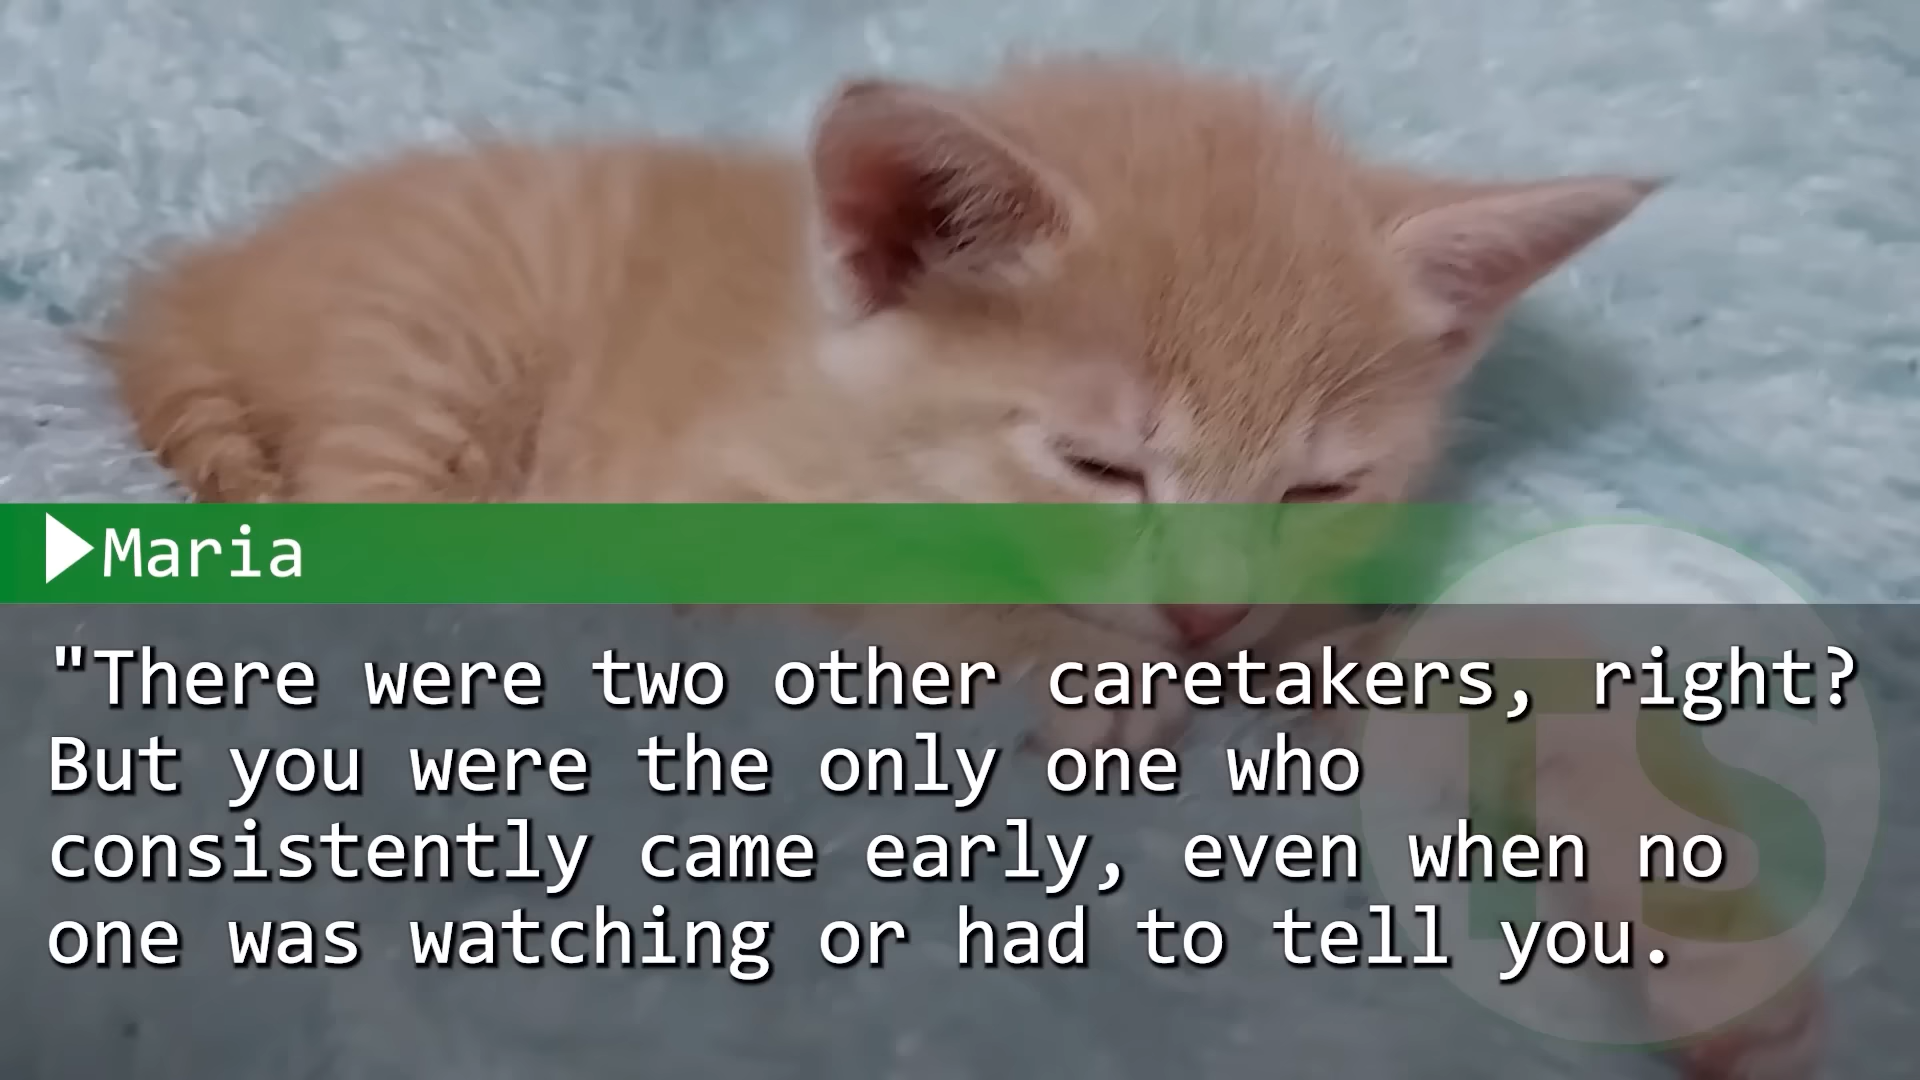 Maria
"There were two other caretakers, right?
But you were the only one who
consistently came early, even when no
one was watching or had to tell you.
TS